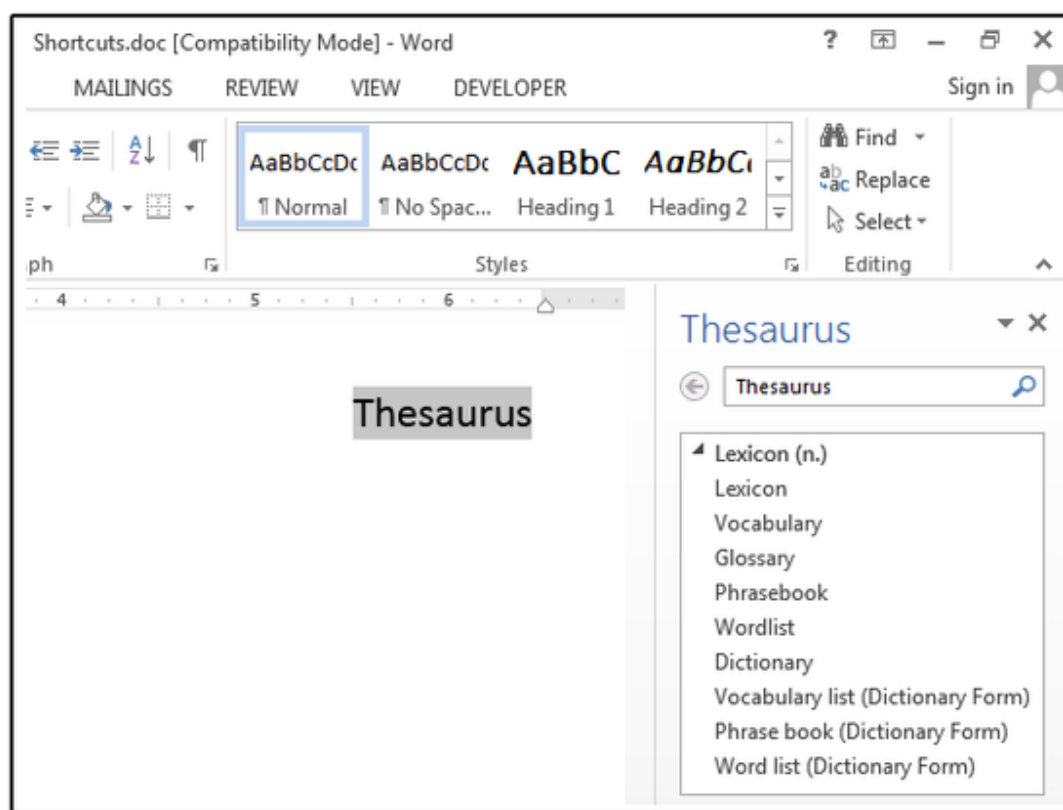 Shortcuts.doc [Compatibility Mode] - Word ?
MAILINGS REVIEW VIEW DEVELOPER Sign in
AaBbCcDc AaBbCcDc AaBbC AaBbCc
¶ Normal ¶ No Spac... Heading 1 Heading 2
Find
Replace
Select
ph Styles Editing
4 5 6
Thesaurus
Thesaurus
Thesaurus
Lexicon (n.)
Lexicon
Vocabulary
Glossary
Phrasebook
Wordlist
Dictionary
Vocabulary list (Dictionary Form)
Phrase book (Dictionary Form)
Word list (Dictionary Form)